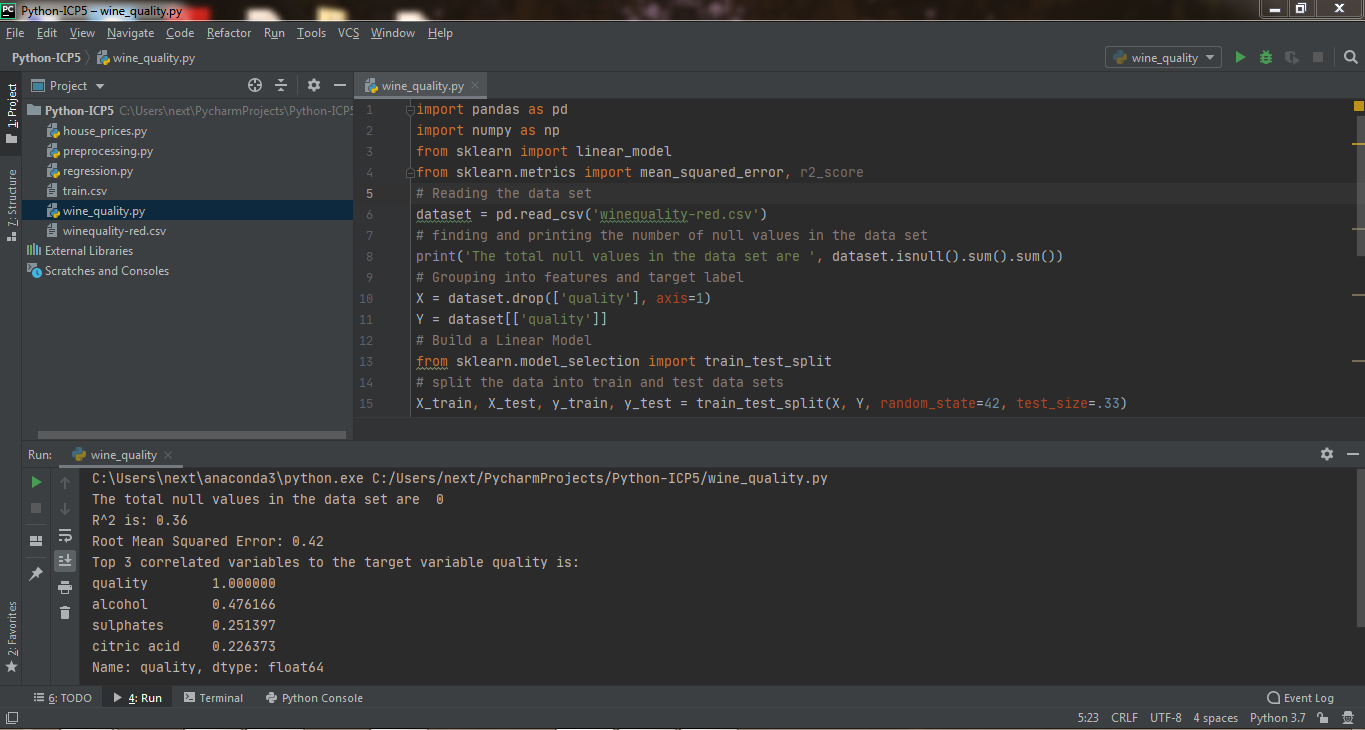 PC Python-ICP5 – wine_quality.py
File Edit View Navigate Code Refactor Run Tools VCS Window Help
Python-ICP5 wine_quality.py wine_quality
1: Project
7: Structure
2: Favorites
Project
Python-ICP5 C:\Users\next\PycharmProjects\Python-ICP5
house_prices.py
preprocessing.py
regression.py
train.csv
wine_quality.py
winequality-red.csv
External Libraries
Scratches and Consoles
wine_quality.py
1 import pandas as pd
2 import numpy as np
3 from sklearn import linear_model
4 from sklearn.metrics import mean_squared_error, r2_score
5 # Reading the data set
6 dataset = pd.read_csv('winequality-red.csv')
7 # finding and printing the number of null values in the data set
8 print('The total null values in the data set are ', dataset.isnull().sum().sum())
9 # Grouping into features and target label
10 X = dataset.drop(['quality'], axis=1)
11 Y = dataset[['quality']]
12 # Build a Linear Model
13 from sklearn.model_selection import train_test_split
14 # split the data into train and test data sets
15 X_train, X_test, y_train, y_test = train_test_split(X, Y, random_state=42, test_size=.33)
Run: wine_quality
C:\Users\next\anaconda3\python.exe C:/Users/next/PycharmProjects/Python-ICP5/wine_quality.py
The total null values in the data set are  0
R^2 is: 0.36
Root Mean Squared Error: 0.42
Top 3 correlated variables to the target variable quality is:
quality        1.000000
alcohol        0.476166
sulphates      0.251397
citric acid    0.226373
Name: quality, dtype: float64
6: TODO 4: Run Terminal Python Console Event Log
5:23 CRLF UTF-8 4 spaces Python 3.7